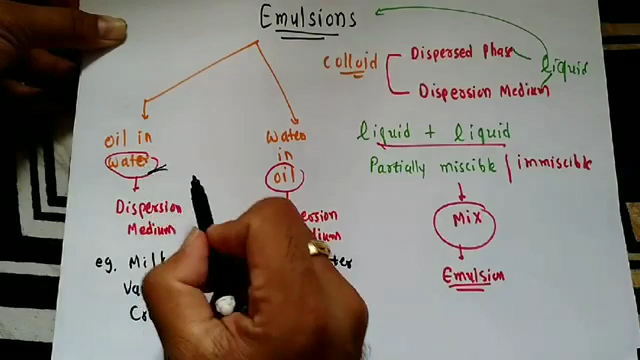 Emulsions
colloid
Dispersed Phase
Dispersion Medium
liquid
oil in
water
Dispersion
Medium
water
in
oil
liquid + liquid
Partially miscible | immiscible
Mix
Emulsion
eg.